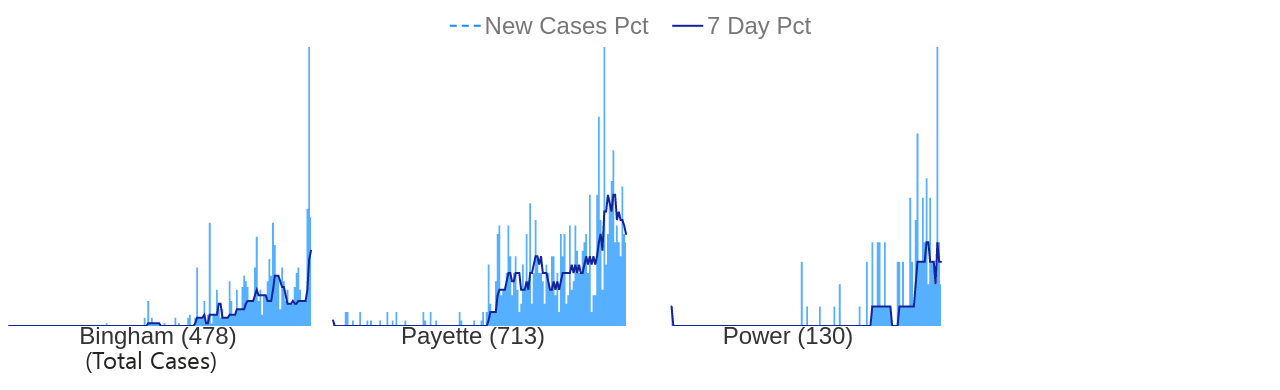 New Cases Pct 7 Day Pct
Bingham (478) Payette (713) Power (130)
(Total Cases)